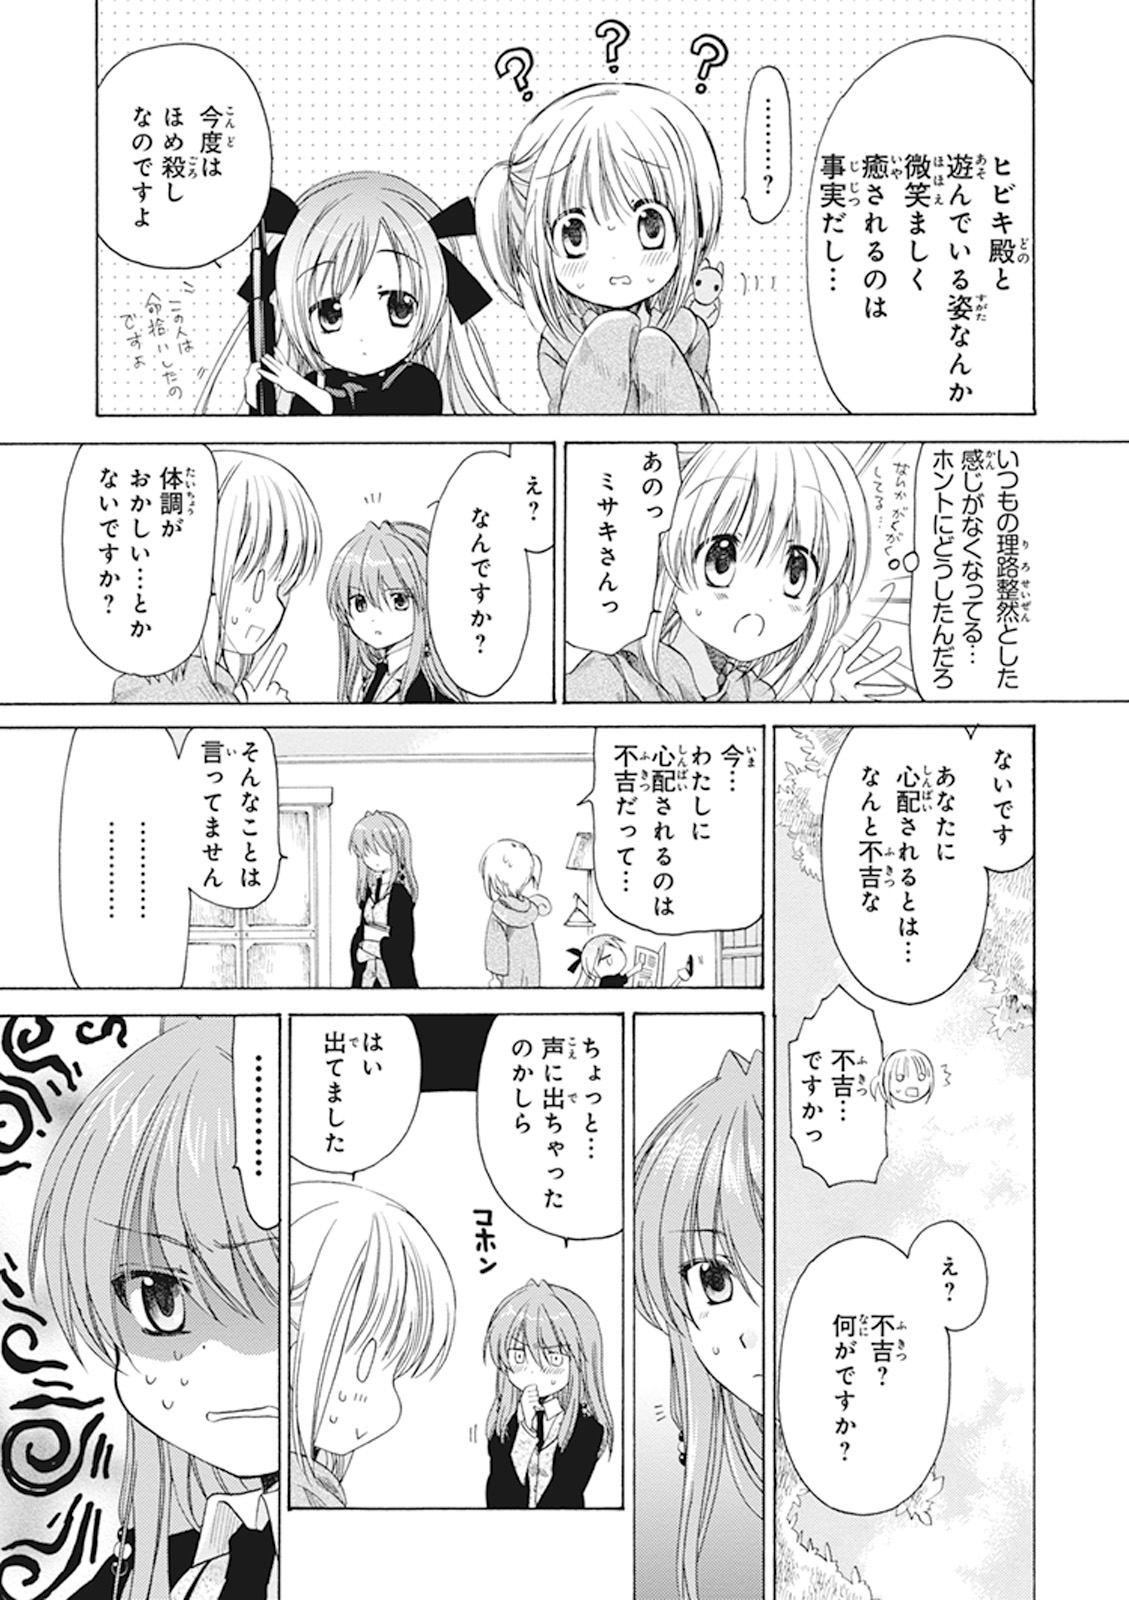 ヒビキ殿と
遊んでいる姿なんか
微笑ましく
癒されるのは
事実だし…
………?
???
今度は
ほめ殺し
なのですよ
この人は
命拾いしたの
ですよ
いつもの理路整然とした
感じがなくなってる…
ホントにどうしたんだろ
なんかがくがく
してる…
あのっ
ミサキさんっ
え?
なんですか?
体調が
おかしい…とか
ないですか?
ないです
あなたに
心配されるとは…
なんと不吉な
不吉…
ですかっ
え?
不吉?
何がですか?
今…
わたしに
心配されるのは
不吉だって…
そんなことは
言ってません
…………
…………
ちょっと…
声に出ちゃった
のかしら
コホン
はい
出てました
…………